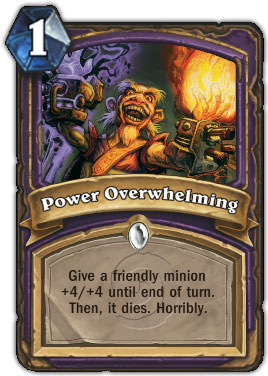 1
Power Overwhelming
Give a friendly minion
+4/+4 until end of turn.
Then, it dies. Horribly.